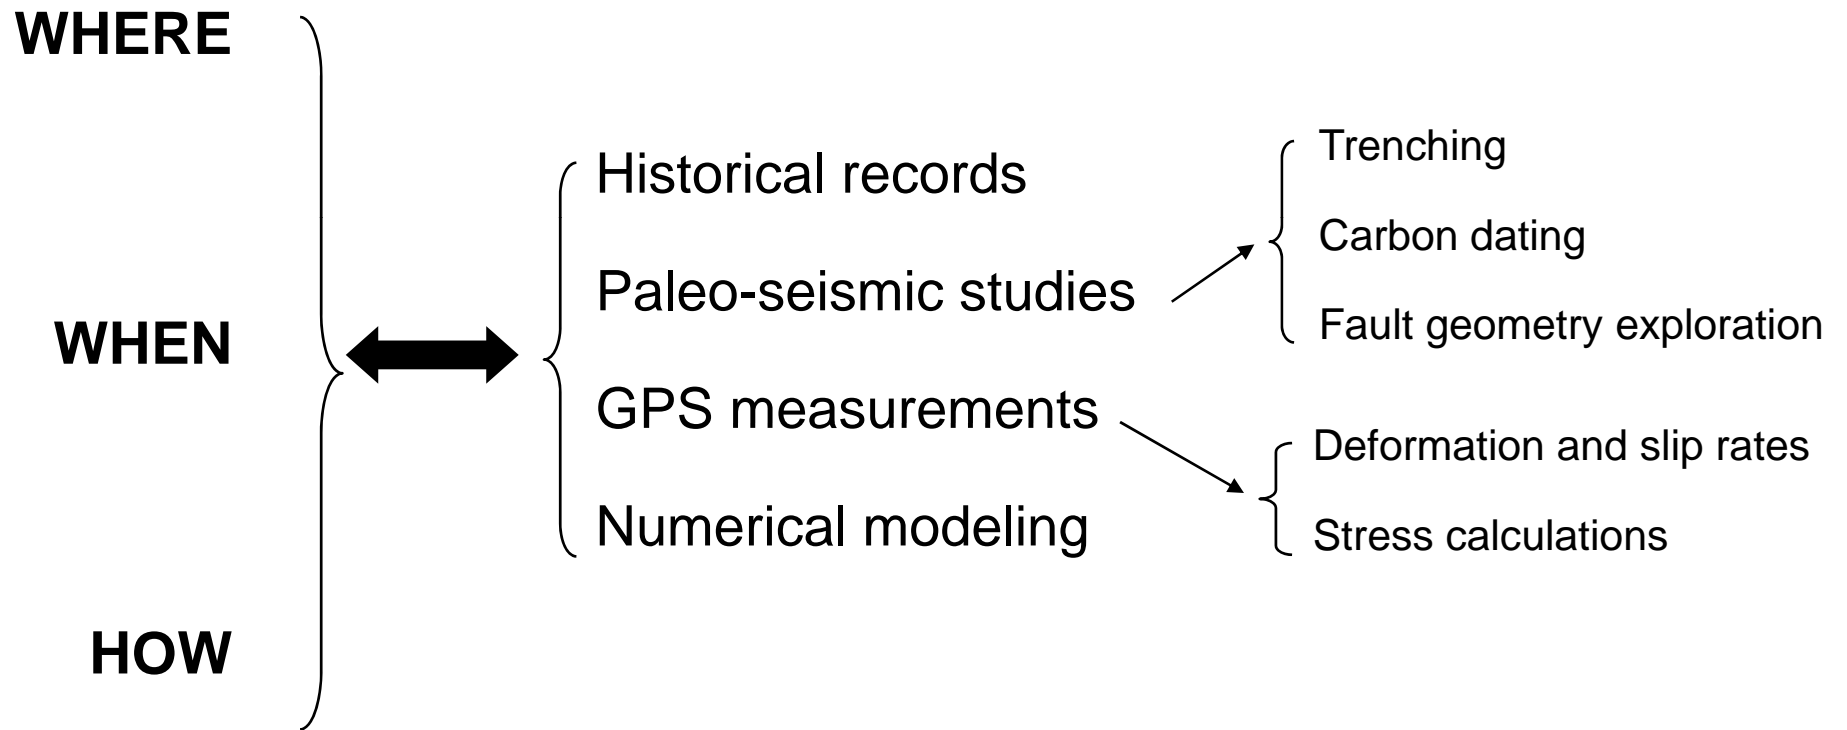 WHERE
WHEN
HOW
Historical records
Paleo-seismic studies
GPS measurements
Numerical modeling
Trenching
Carbon dating
Fault geometry exploration
Deformation and slip rates
Stress calculations